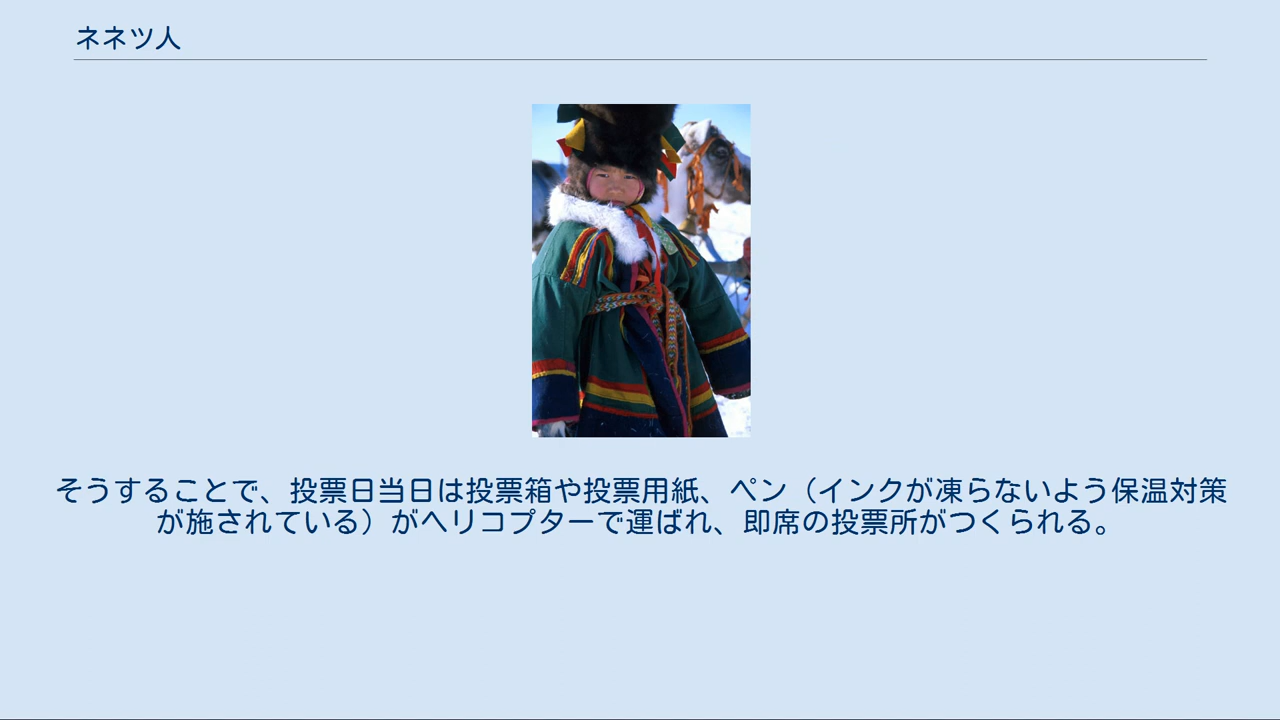 ネネツ人
そうすることで、投票日当日は投票箱や投票用紙、ペン（インクが凍らないよう保温対策
が施されている）がヘリコプターで運ばれ、即席の投票所がつくられる。